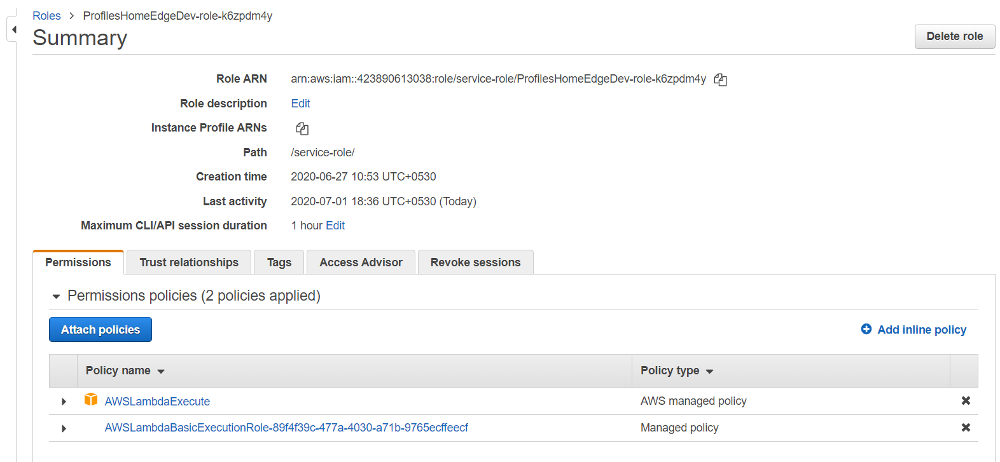 Roles > ProfilesHomeEdgeDev-role-k6zpdm4y
Summary
Delete role
Role ARN arn:aws:iam::423890613038:role/service-role/ProfilesHomeEdgeDev-role-k6zpdm4y
Role description Edit
Instance Profile ARNs
Path /service-role/
Creation time 2020-06-27 10:53 UTC+0530
Last activity 2020-07-01 18:36 UTC+0530 (Today)
Maximum CLI/API session duration 1 hour Edit
Permissions Trust relationships Tags Access Advisor Revoke sessions
Permissions policies (2 policies applied)
Attach policies Add inline policy
Policy name Policy type
AWSLambdaExecute AWS managed policy
AWSLambdaBasicExecutionRole-89f4f39c-477a-4030-a71b-9765ecffeecf Managed policy